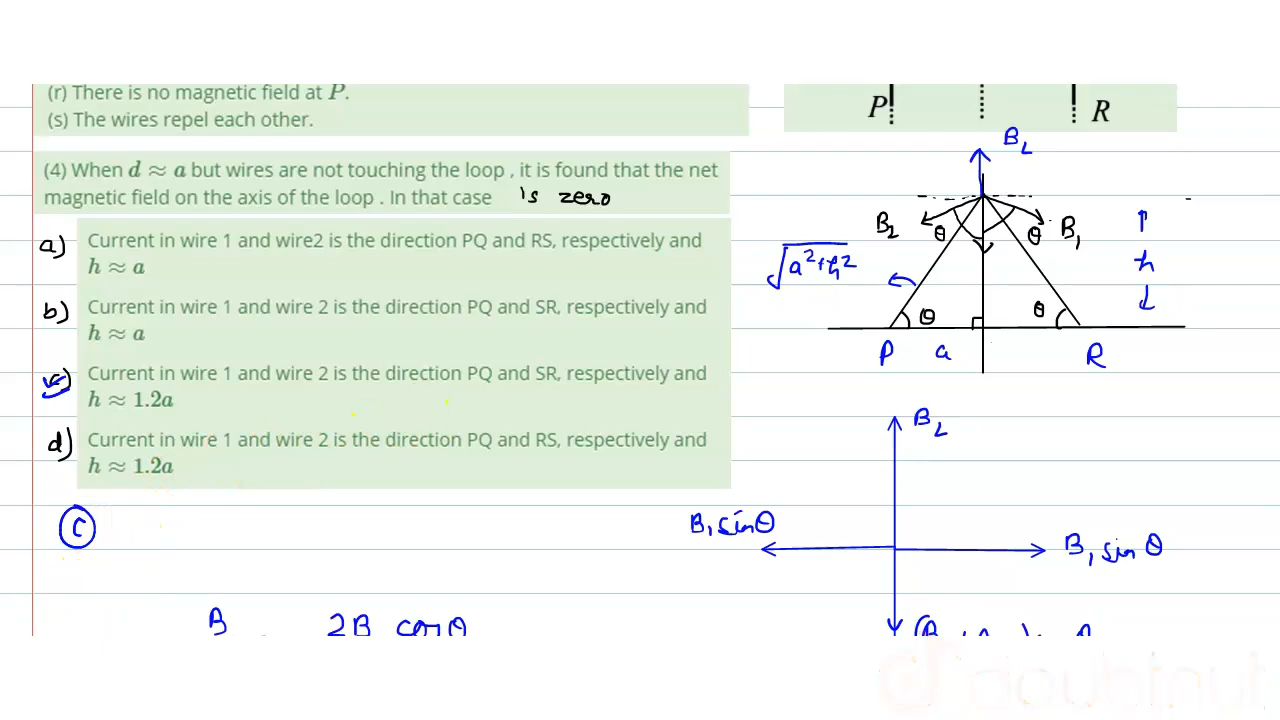 (r) There is no magnetic field at P.
(s) The wires repel each other.
P
R
(4) When d ≈ a but wires are not touching the loop , it is found that the net
magnetic field on the axis of the loop . In that case is zero
a) Current in wire 1 and wire2 is the direction PQ and RS, respectively and
h ≈ a
b) Current in wire 1 and wire 2 is the direction PQ and SR, respectively and
h ≈ a
c) Current in wire 1 and wire 2 is the direction PQ and SR, respectively and
h ≈ 1.2a
d) Current in wire 1 and wire 2 is the direction PQ and RS, respectively and
h ≈ 1.2a
C
B 2B cosθ
B_L
B₂ θ θ B₁
√a²+h²
h
θ θ
P a R
B_L
B₁ sinθ
B₁ sinθ
doubtnut